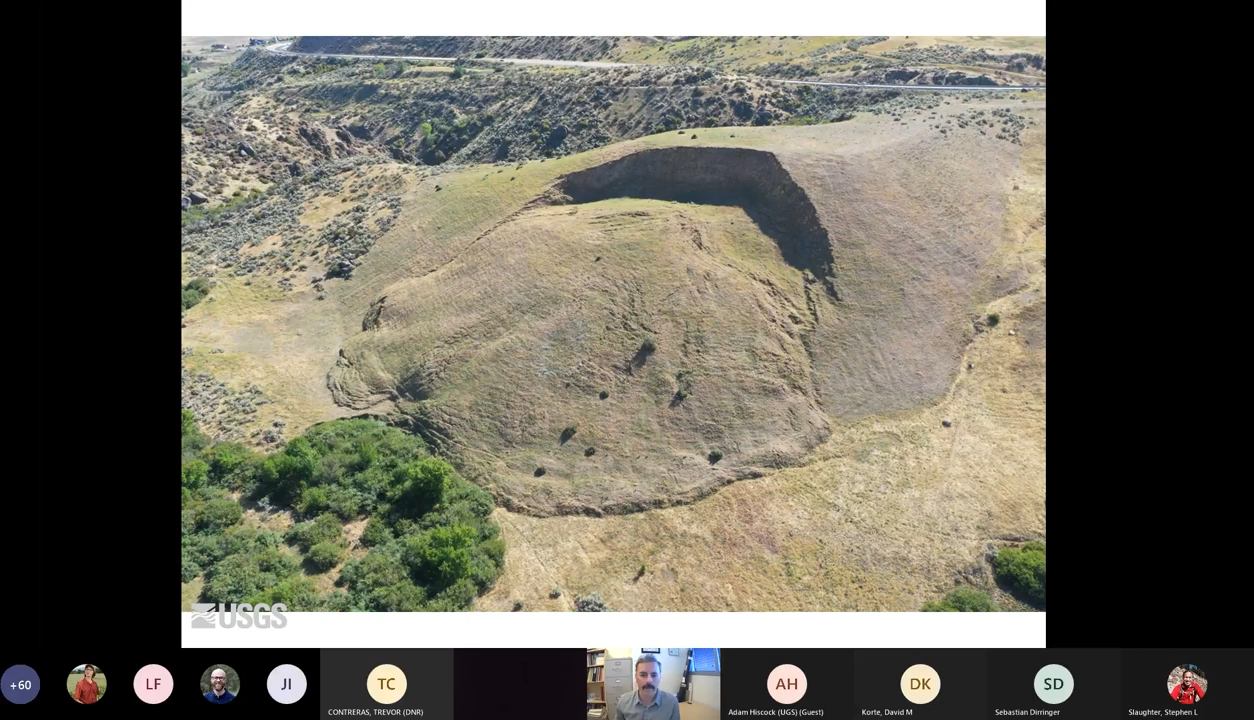 USGS
+60
LF
JI
TC
CONTRERAS, TREVOR (DNR)
AH
Adam Hiscock (UGS) (Guest)
DK
Korte, David M
SD
Sebastian Dirringer
Slaughter, Stephen L